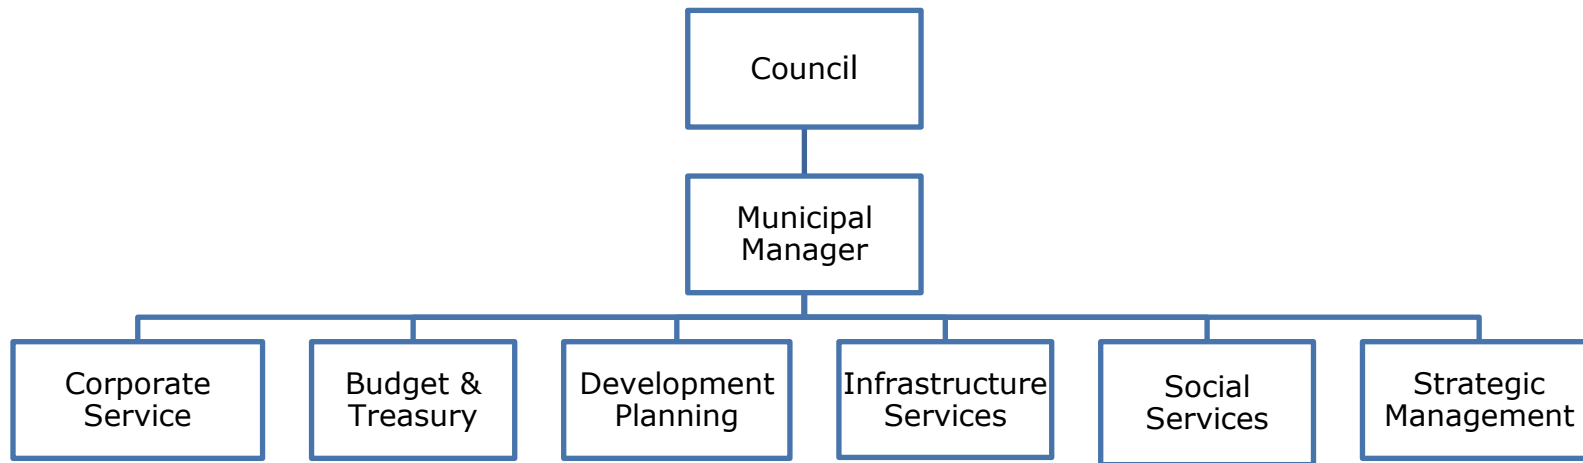 Council
Municipal
Manager
Corporate
Service
Budget &
Treasury
Development
Planning
Infrastructure
Services
Social
Services
Strategic
Management